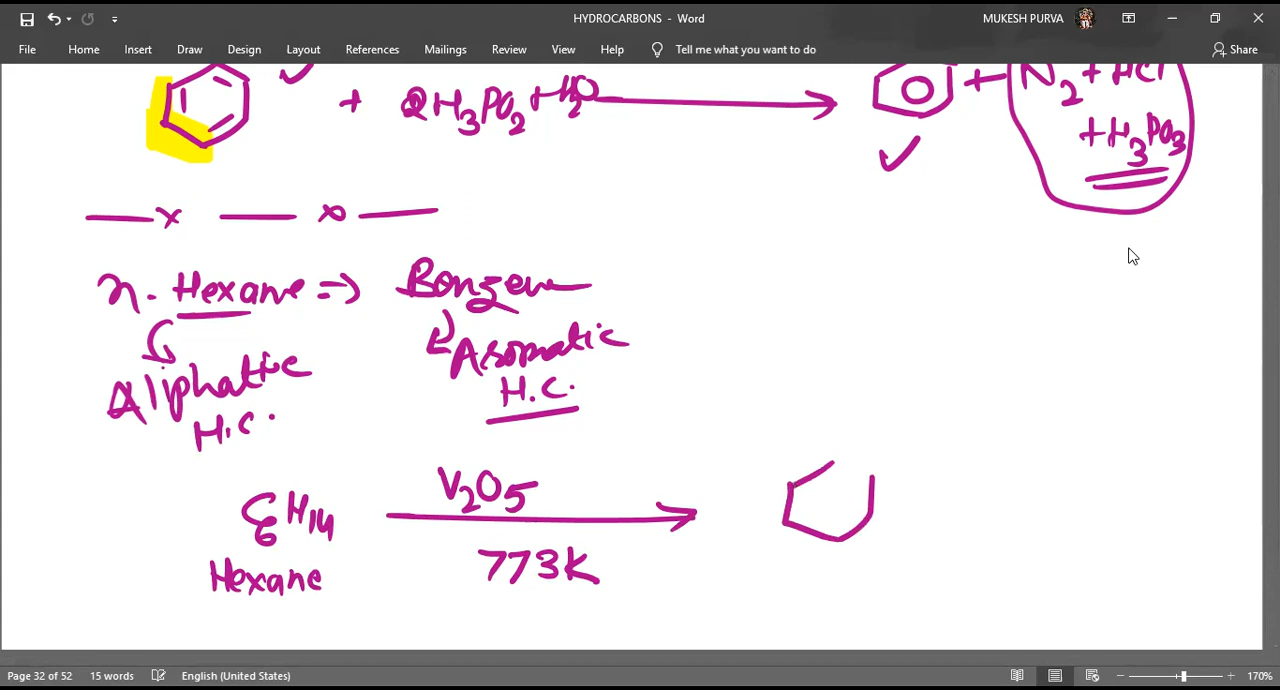 HYDROCARBONS - Word
MUKESH PURVA
File Home Insert Draw Design Layout References Mailings Review View Help Tell me what you want to do Share
+ 2H3PO2 + H2O + N2 + HCl
+ H3PO3
x x
n. Hexane => Benzene
Aliphattic
H.C.
Aromatic
H.C.
C6H14 V2O5
Hexane 773K
Page 32 of 52 15 words English (United States) 170%